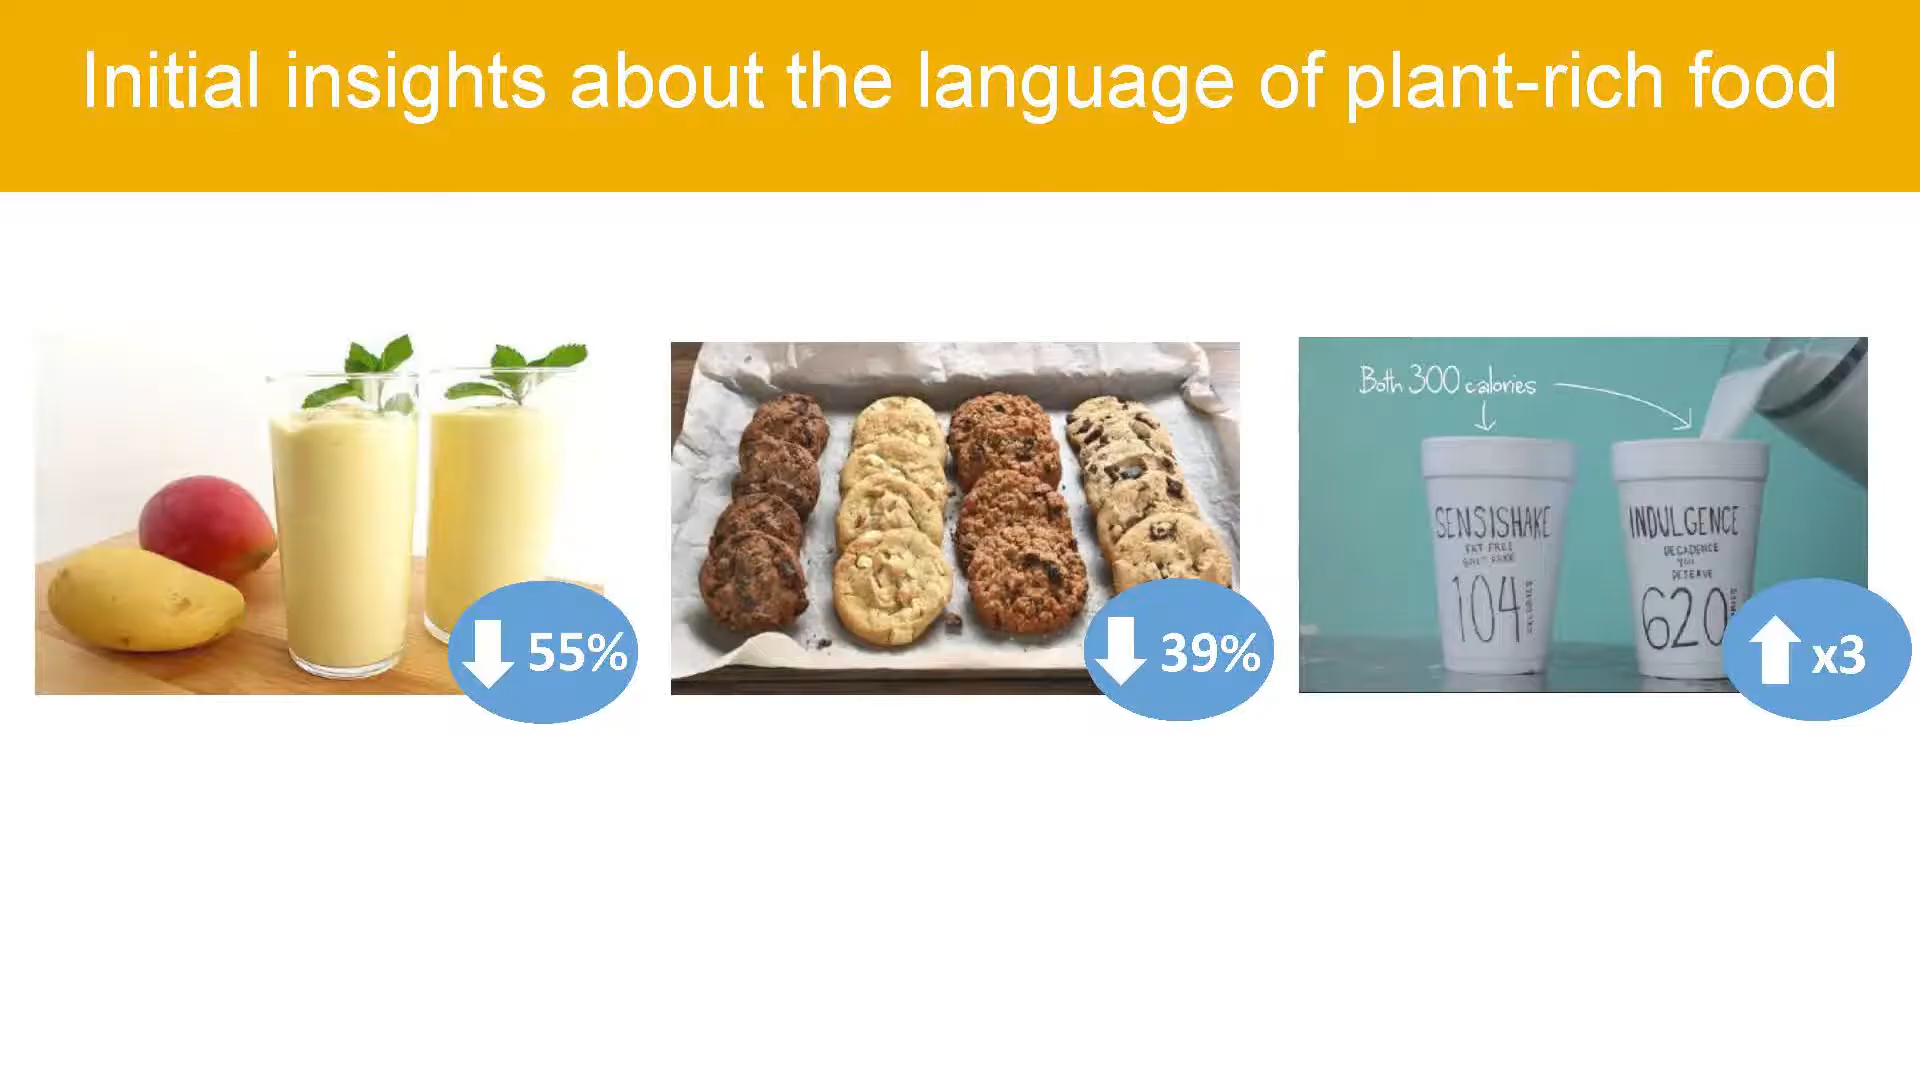 Initial insights about the language of plant-rich food
Both 300 calories
SENSISHAKE
FAT FREE
104
INDULGENCE
DECADENCE
YOU
DESERVE
620
55%
39%
x3